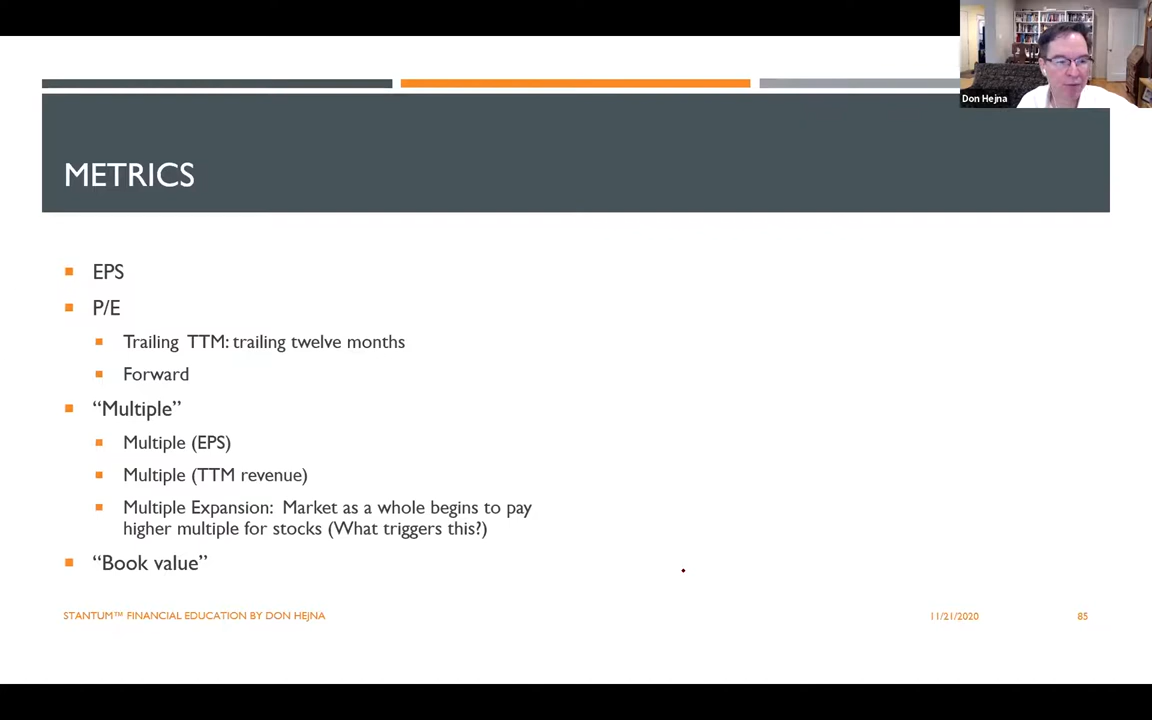 Don Hejna
METRICS
EPS
P/E
Trailing TTM: trailing twelve months
Forward
“Multiple”
Multiple (EPS)
Multiple (TTM revenue)
Multiple Expansion: Market as a whole begins to pay
higher multiple for stocks (What triggers this?)
“Book value”
STANTUM™ FINANCIAL EDUCATION BY DON HEJNA
11/21/2020
85